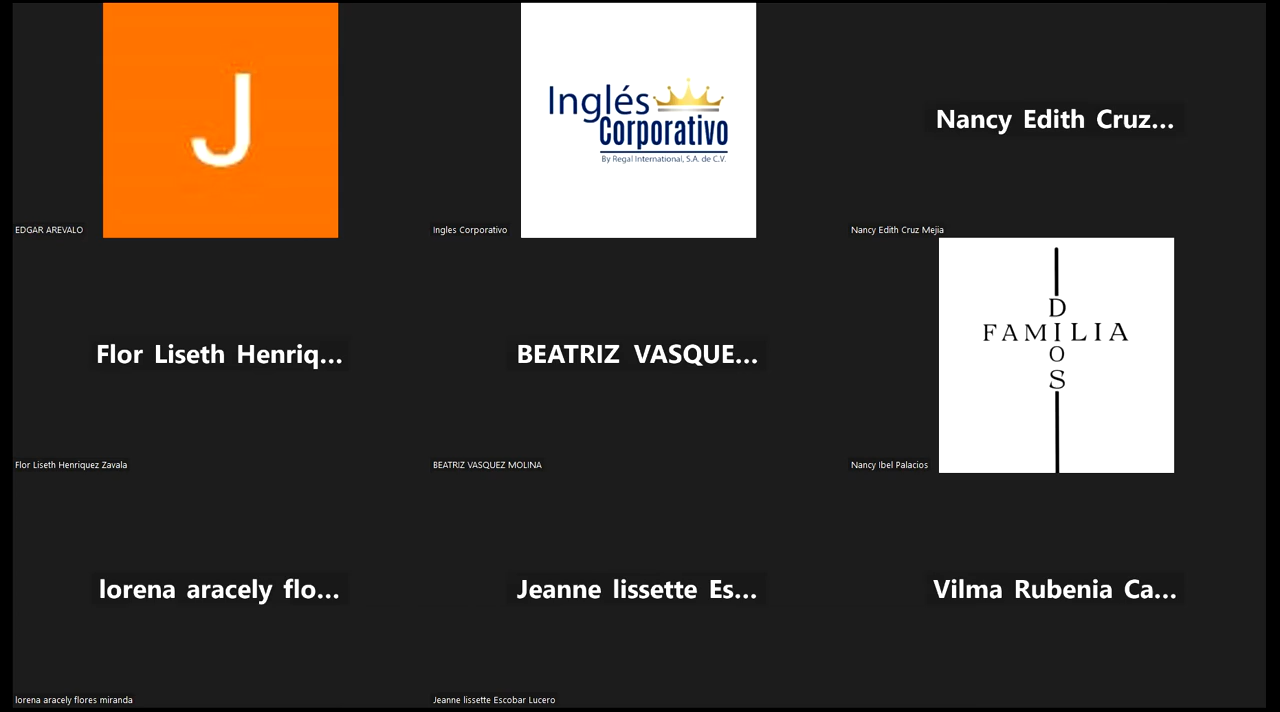 J
EDGAR AREVALO
Inglés
Corporativo
By Regal International, S.A. de C.V.
Ingles Corporativo
Nancy Edith Cruz...
Nancy Edith Cruz Mejia
Flor Liseth Henriq...
Flor Liseth Henriquez Zavala
BEATRIZ VASQUE...
BEATRIZ VASQUEZ MOLINA
DIOS
FAMILIA
Nancy Ibel Palacios
lorena aracely flo...
lorena aracely flores miranda
Jeanne lissette Es...
Jeanne lissette Escobar Lucero
Vilma Rubenia Ca...